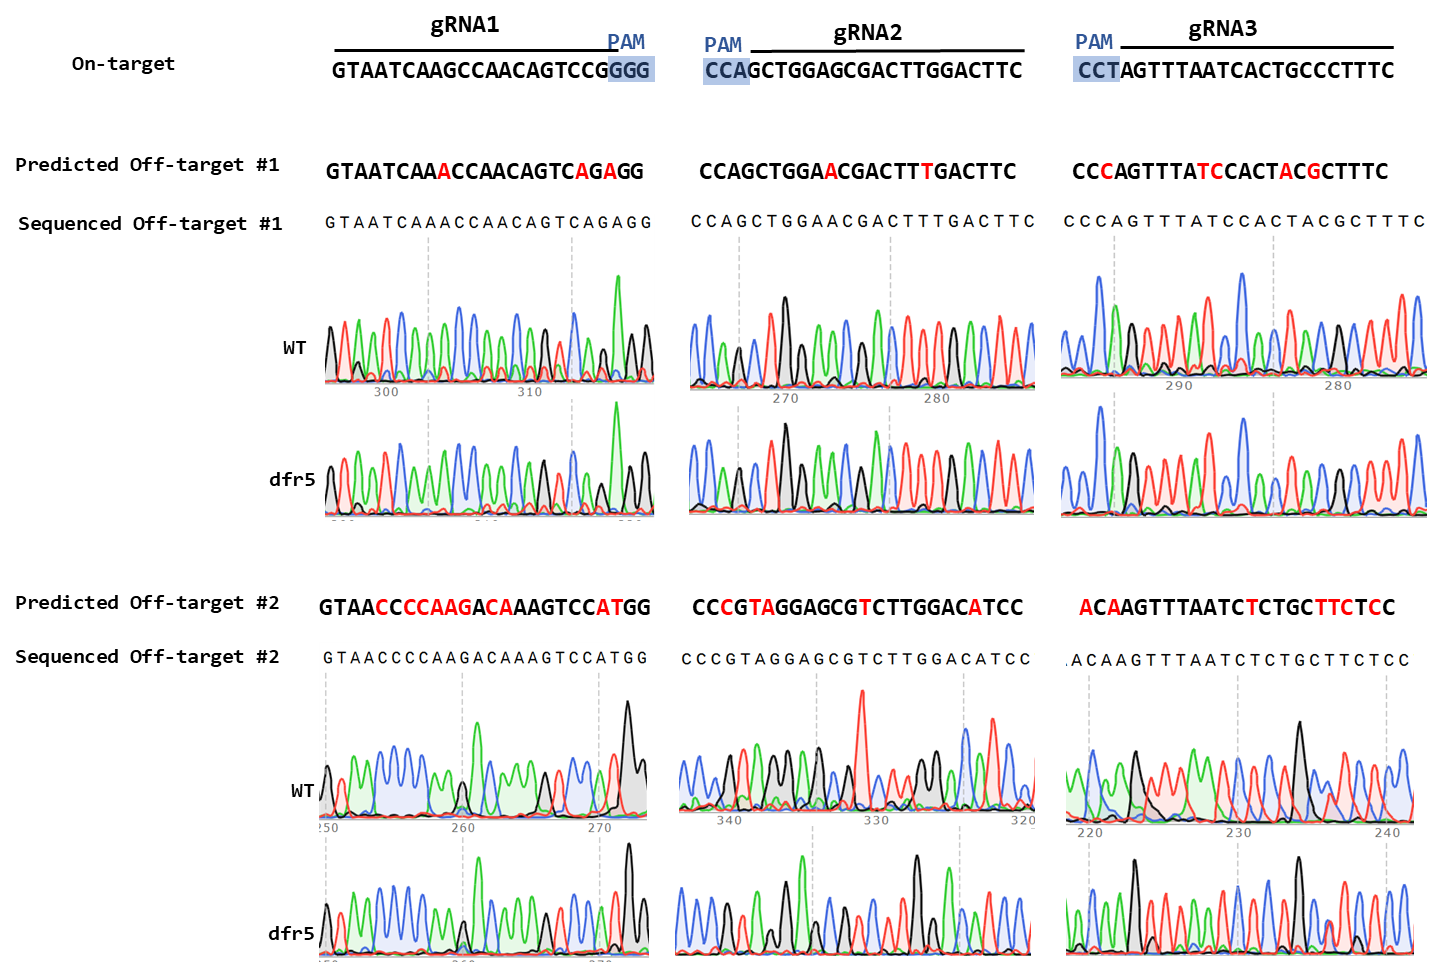 gRNA1
gRNA2
gRNA3
PAM
PAM
PAM
On-target
GTAATCAAGCCAACAGTCCGGGG
CCAGCTGGAGCGACTTGGACTTC
CCTAGTTTAATCACTGCCCTTTC
Predicted Off-target #1
GTAATCAAACCAACAGTCAGAGG
CCAGCTGGAACGACTTTGACTTC
CCCAGTTTATCCACTACGCTTTC
Sequenced Off-target #1
GTAATCAAACCAACAGTCAGAGG
CCAGCTGGAACGACTTTGACTTC
CCCAGTTTATCCACTACGCTTTC
WT
300
310
270
280
290
280
dfr5
Predicted Off-target #2
GTAACCCCCAAGACAAAGTCCATGG
CCCGTAGGAGCGTCTTGGACATCC
ACAAGTTTAATCTCTGCTTCTCC
Sequenced Off-target #2
GTAACCCCAAGACAAAGTCCATGG
CCCGTAGGAGCGTCTTGGACATCC
ACAAGTTTAATCTCTGCTTCTCC
WT
250
260
270
340
330
320
220
230
240
dfr5